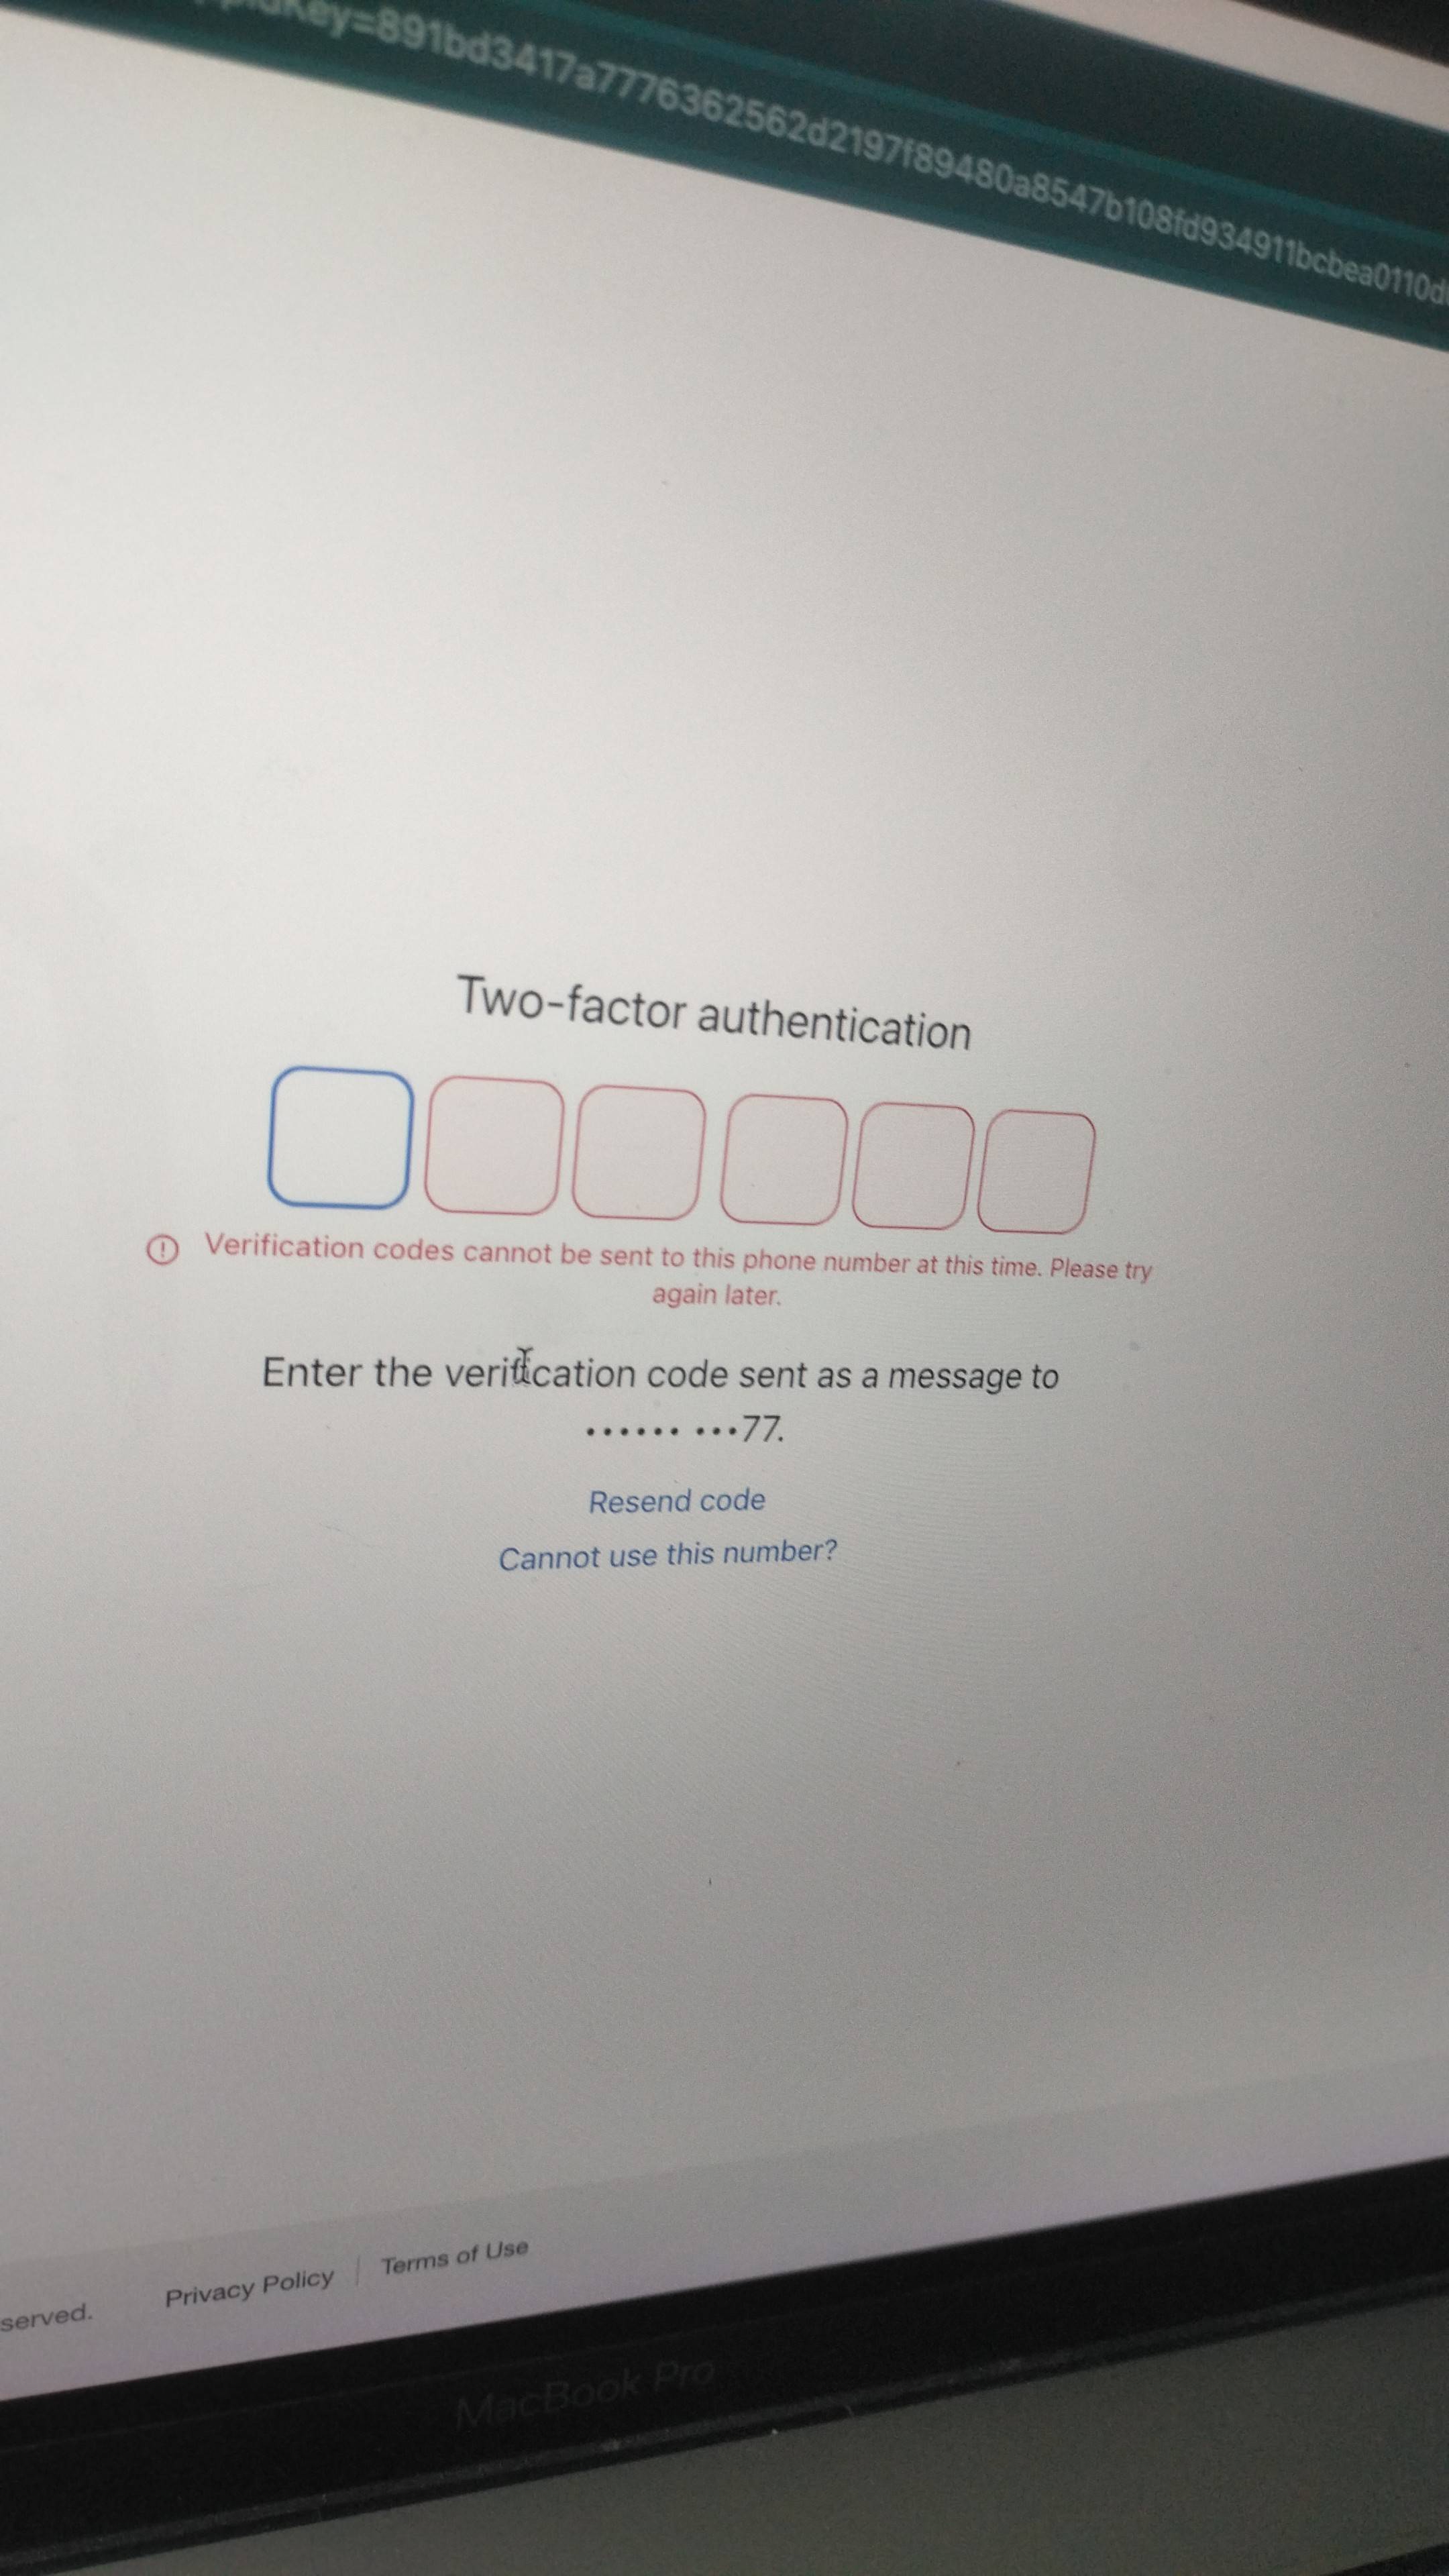 Key=891bd3417a7776362562d2197f89480a8547b108fd934911bcbea0110d
Two-factor authentication
Verification codes cannot be sent to this phone number at this time. Please try
again later.
Enter the verification code sent as a message to
•••••• •••77.
Resend code
Cannot use this number?
served. Privacy Policy | Terms of Use
MacBook Pro